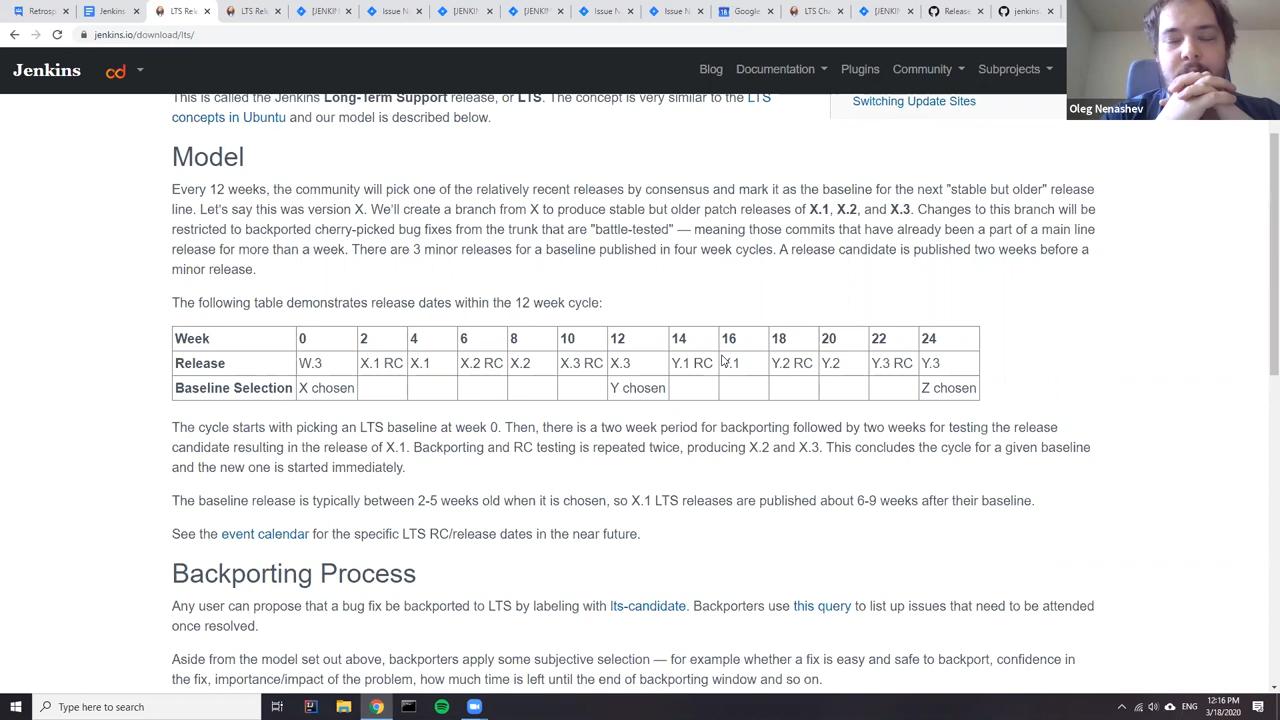 Retrosp
Jenkins
LTS Rel
LTS Rel
[JENKIN
Issue N
[JENKIN
[JENKIN
Issue N
Issue N
Google
LTS Ch
[JENKIN
Release
jenkins
jenkins.io/download/lts/
Jenkins
Blog
Documentation
Plugins
Community
Subprojects
Oleg Nenashev
This is called the Jenkins Long-Term Support release, or LTS. The concept is very similar to the LTS
concepts in Ubuntu and our model is described below.
Switching Update Sites
Model
Every 12 weeks, the community will pick one of the relatively recent releases by consensus and mark it as the baseline for the next "stable but older" release
line. Let's say this was version X. We'll create a branch from X to produce stable but older patch releases of X.1, X.2, and X.3. Changes to this branch will be
restricted to backported cherry-picked bug fixes from the trunk that are "battle-tested" — meaning those commits that have already been a part of a main line
release for more than a week. There are 3 minor releases for a baseline published in four week cycles. A release candidate is published two weeks before a
minor release.
The following table demonstrates release dates within the 12 week cycle:
Week 0 2 4 6 8 10 12 14 16 18 20 22 24
Release W.3 X.1 RC X.1 X.2 RC X.2 X.3 RC X.3 Y.1 RC .1 Y.2 RC Y.2 Y.3 RC Y.3
Baseline Selection X chosen Y chosen Z chosen
The cycle starts with picking an LTS baseline at week 0. Then, there is a two week period for backporting followed by two weeks for testing the release
candidate resulting in the release of X.1. Backporting and RC testing is repeated twice, producing X.2 and X.3. This concludes the cycle for a given baseline
and the new one is started immediately.
The baseline release is typically between 2-5 weeks old when it is chosen, so X.1 LTS releases are published about 6-9 weeks after their baseline.
See the event calendar for the specific LTS RC/release dates in the near future.
Backporting Process
Any user can propose that a bug fix be backported to LTS by labeling with lts-candidate. Backporters use this query to list up issues that need to be attended
once resolved.
Aside from the model set out above, backporters apply some subjective selection — for example whether a fix is easy and safe to backport, confidence in
the fix, importance/impact of the problem, how much time is left until the end of backporting window and so on.
Type here to search
ENG
12:16 PM
3/18/2020